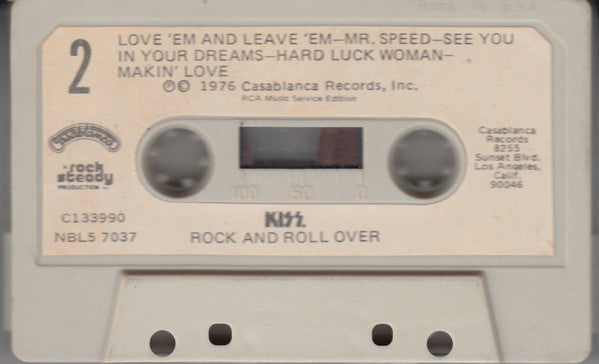 MADE IN U.S.A.
2
LOVE 'EM AND LEAVE 'EM—MR. SPEED—SEE YOU
IN YOUR DREAMS—HARD LUCK WOMAN—
MAKIN' LOVE
℗© 1976 Casablanca Records, Inc.
RCA Music Service Edition
Casablanca
rock
steady
PRODUCTION
Casablanca
Records
8255
Sunset Blvd.
Los Angeles,
Calif.
90046
100 50 0
C133990
NBL5 7037
KISS
ROCK AND ROLL OVER